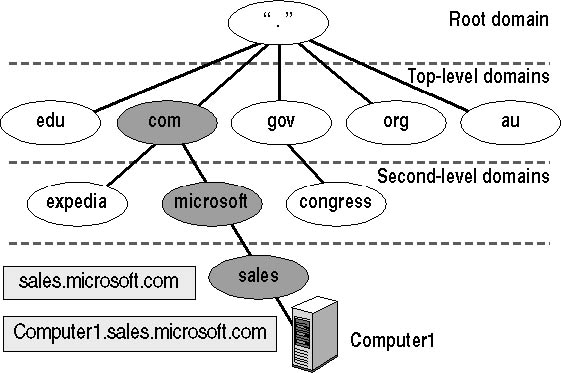 “.”
Root domain
Top-level domains
edu
com
gov
org
au
Second-level domains
expedia
microsoft
congress
sales
sales.microsoft.com
Computer1.sales.microsoft.com
Computer1